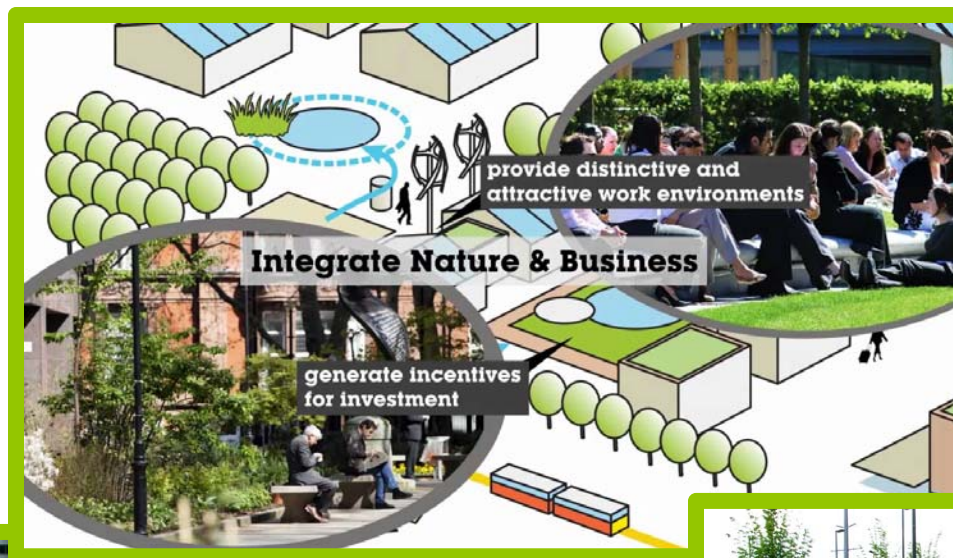 provide distinctive and
attractive work environments
Integrate Nature & Business
generate incentives
for investment